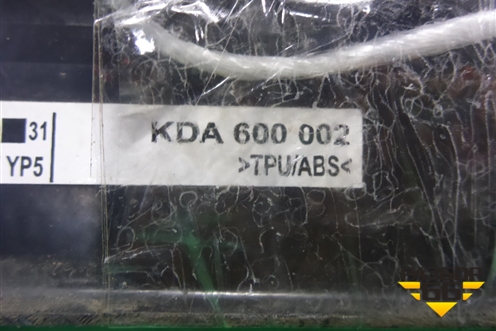 31
YP5
KDA 600 002
>TPU/ABS<